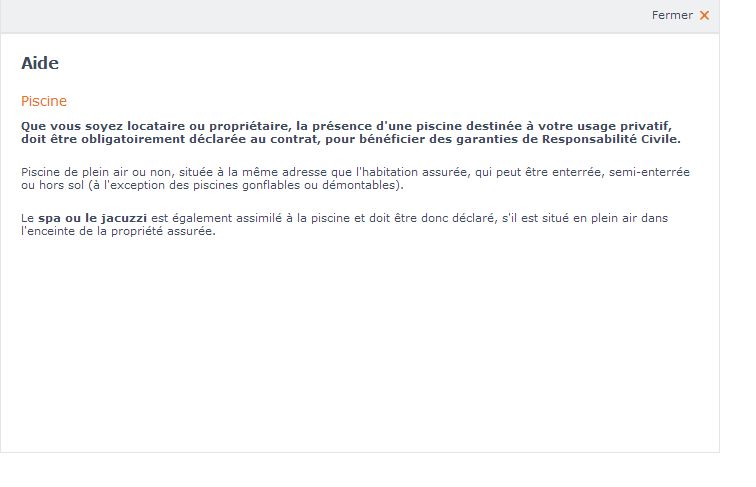 Fermer ×
Aide
Piscine
Que vous soyez locataire ou propriétaire, la présence d'une piscine destinée à votre usage privatif,
doit être obligatoirement déclarée au contrat, pour bénéficier des garanties de Responsabilité Civile.
Piscine de plein air ou non, située à la même adresse que l'habitation assurée, qui peut être enterrée, semi-enterrée
ou hors sol (à l'exception des piscines gonflables ou démontables).
Le spa ou le jacuzzi est également assimilé à la piscine et doit être donc déclaré, s'il est situé en plein air dans
l'enceinte de la propriété assurée.